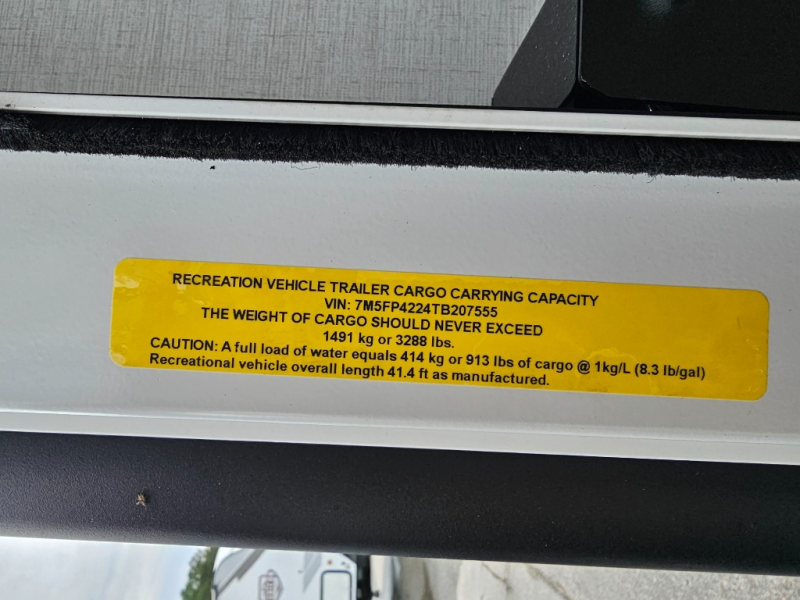 RECREATION VEHICLE TRAILER CARGO CARRYING CAPACITY
VIN: 7M5FP4224TB207555
THE WEIGHT OF CARGO SHOULD NEVER EXCEED
1491 kg or 3288 lbs.
CAUTION: A full load of water equals 414 kg or 913 lbs of cargo @ 1kg/L (8.3 lb/gal)
Recreational vehicle overall length 41.4 ft as manufactured.